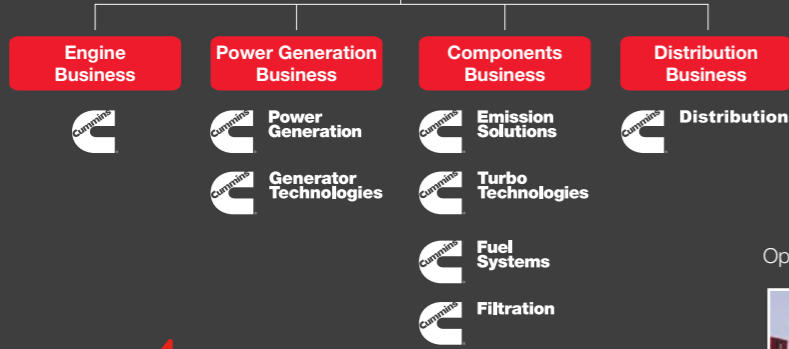 Engine
Business
Power Generation
Business
Components
Business
Distribution
Business
Cummins
Cummins
Power
Generation
Cummins
Generator
Technologies
Cummins
Emission
Solutions
Cummins
Turbo
Technologies
Cummins
Fuel
Systems
Cummins
Filtration
Cummins
Distribution
Op